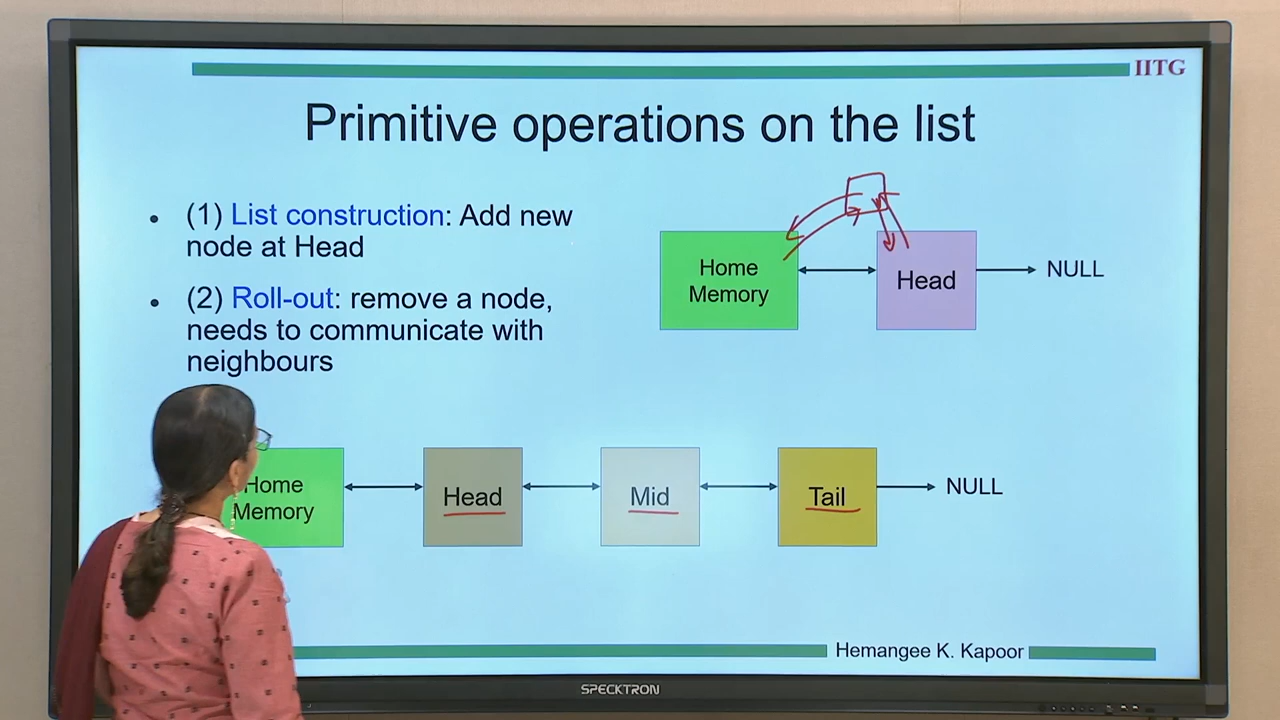 IITG
Primitive operations on the list
• (1) List construction: Add new
node at Head
• (2) Roll-out: remove a node,
needs to communicate with
neighbours
Home
Memory
Head
NULL
Home
Memory
Head
Mid
Tail
NULL
Hemangee K. Kapoor
SPECKTRON